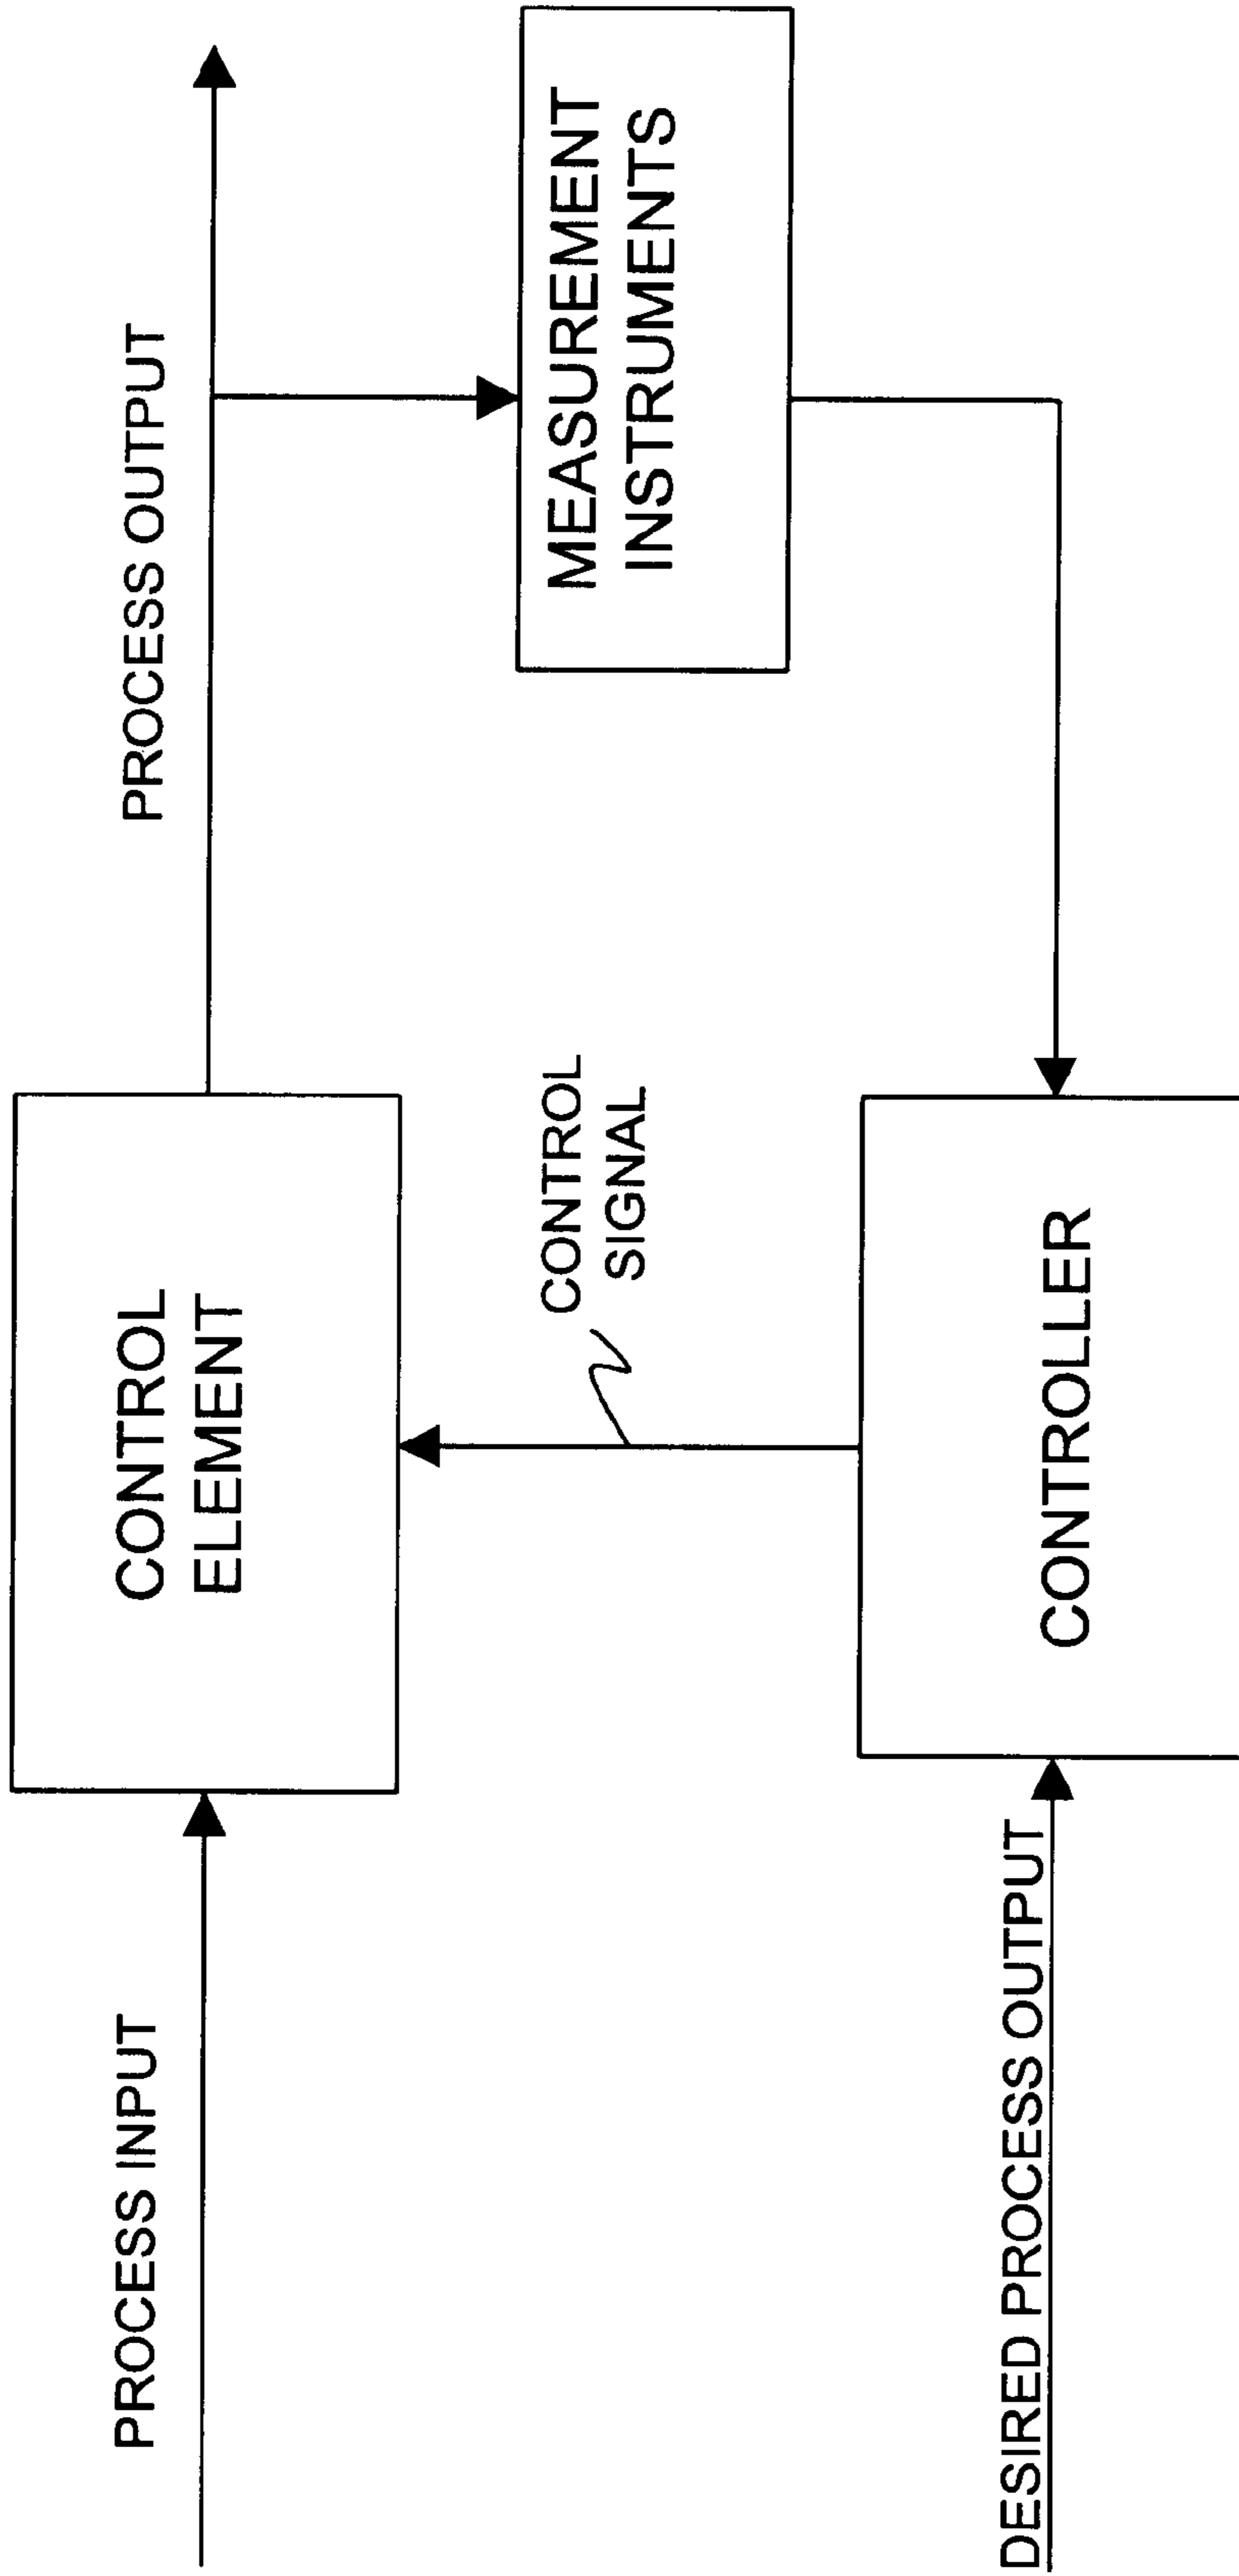 PROCESS INPUT
CONTROL
ELEMENT
PROCESS OUTPUT
CONTROL
SIGNAL
MEASUREMENT
INSTRUMENTS
DESIRED PROCESS OUTPUT
CONTROLLER